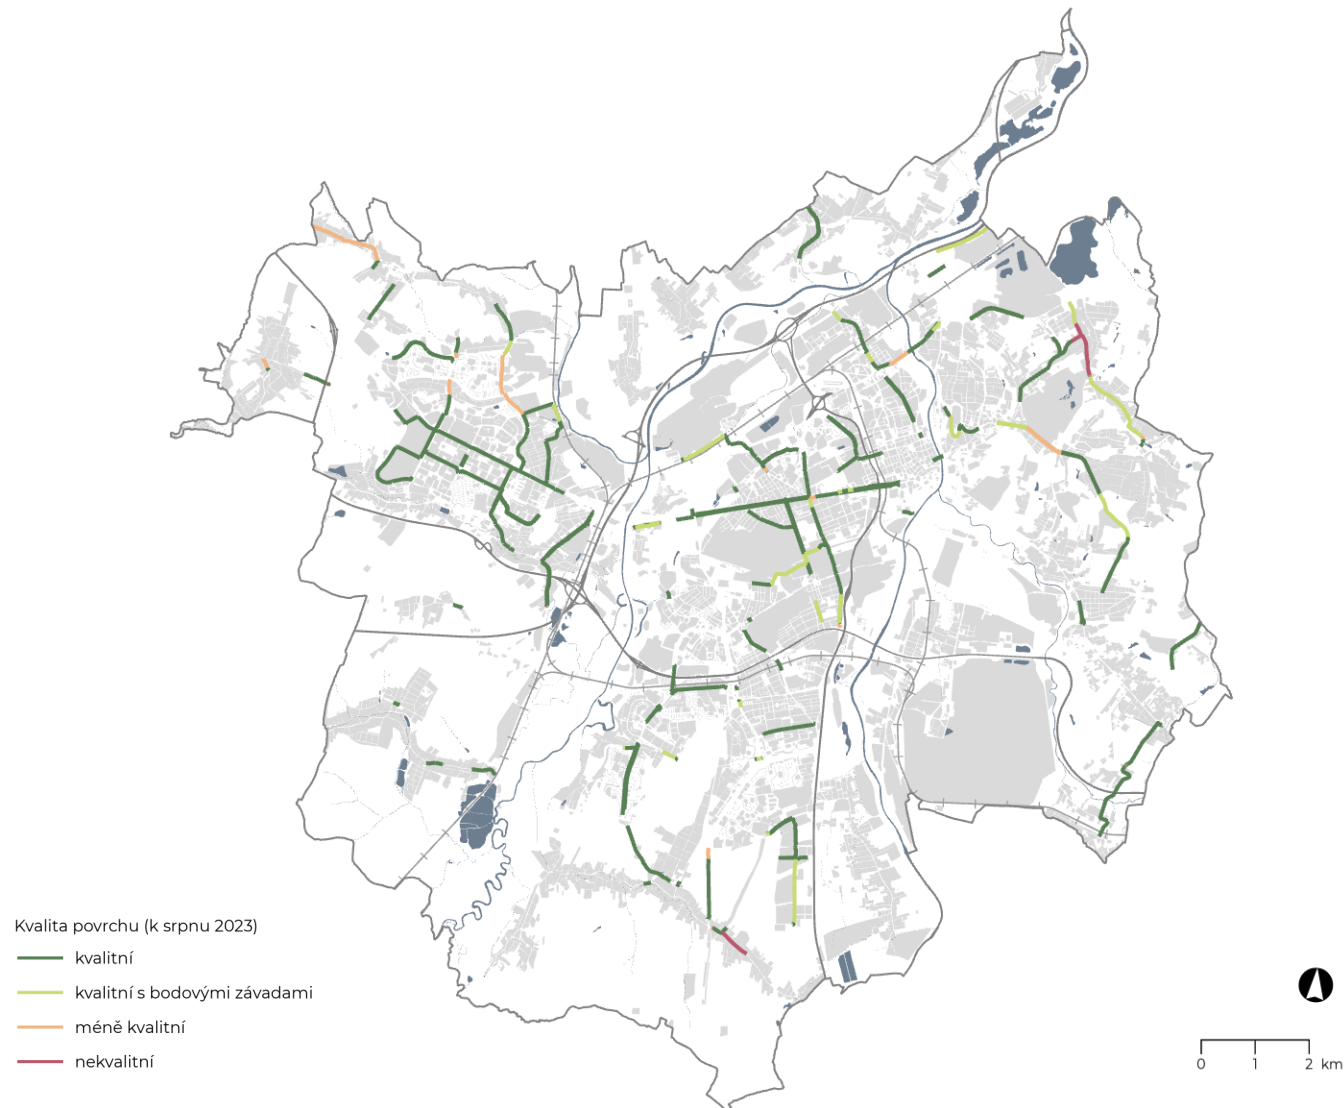 Kvalita povrchu (k srpnu 2023)
kvalitní
kvalitní s bodovými závadami
méně kvalitní
nekvalitní
0 1 2 km